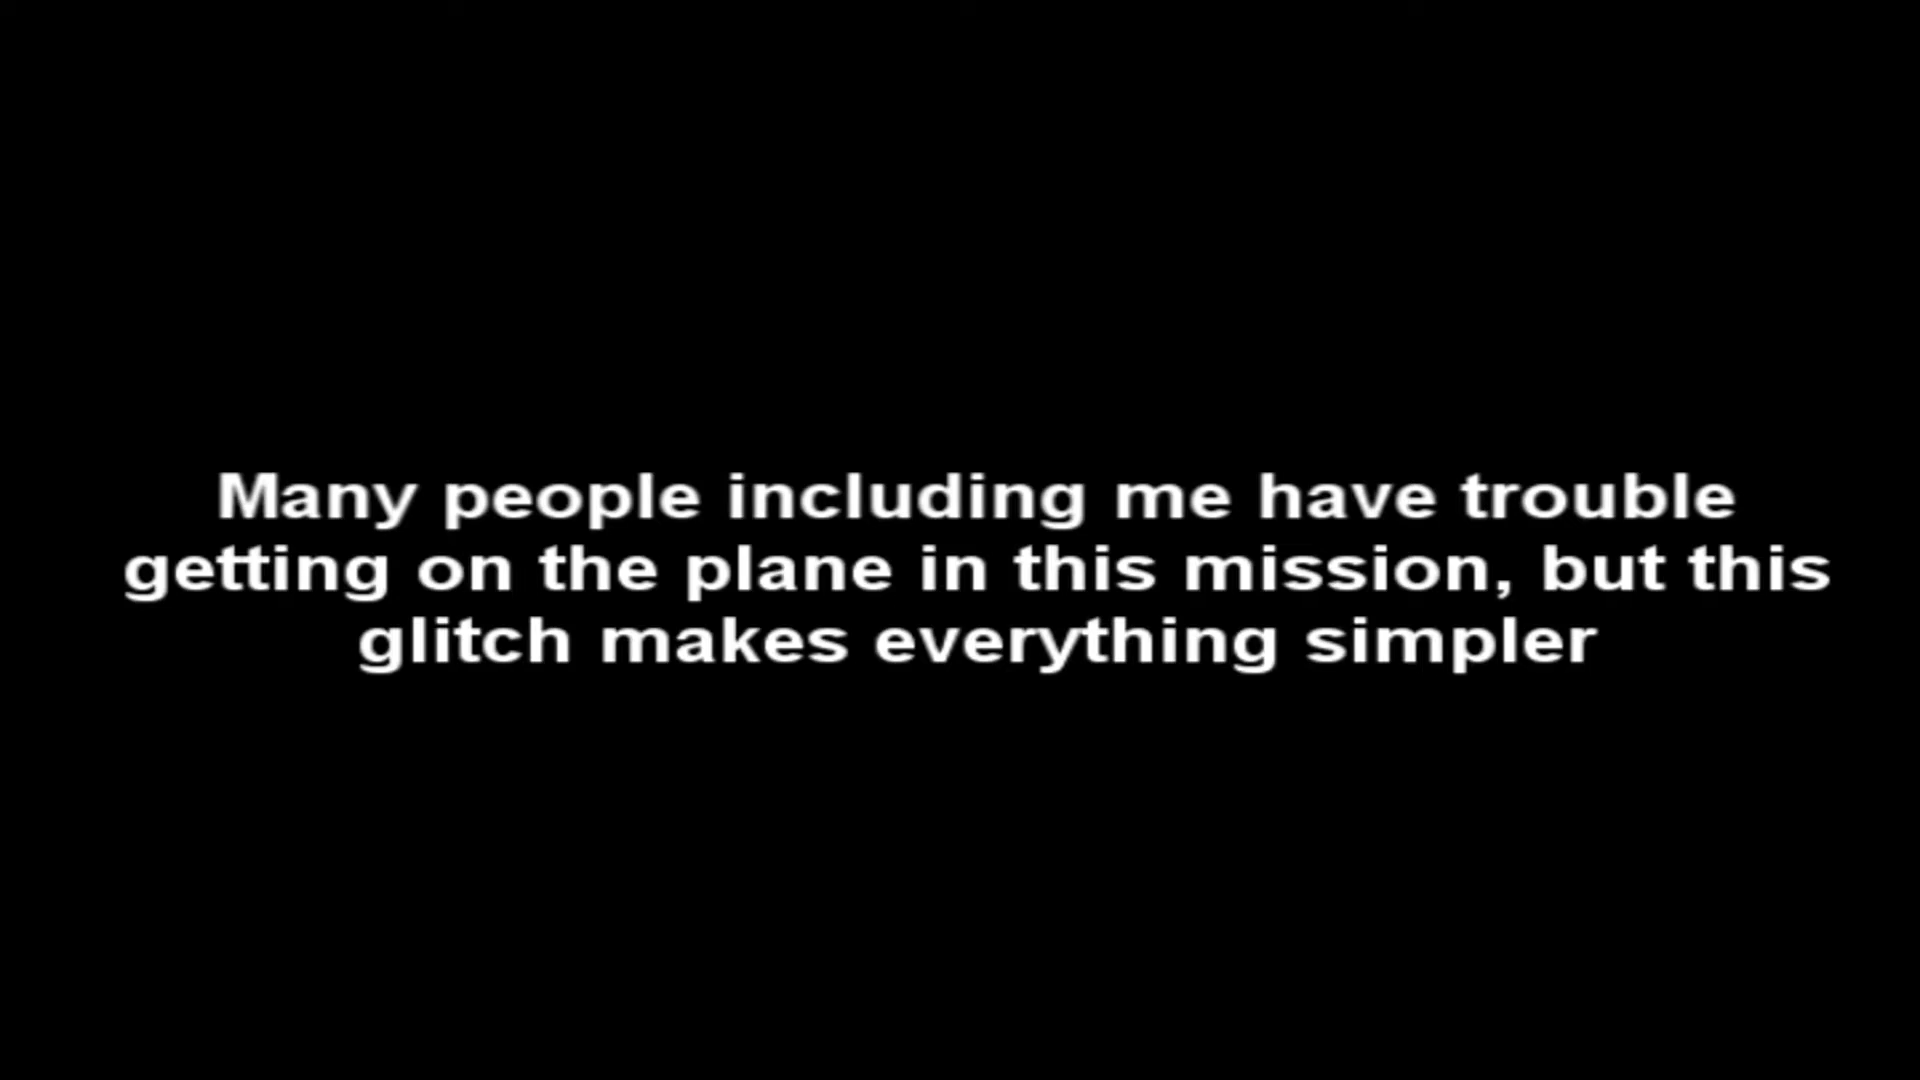 Many people including me have trouble
getting on the plane in this mission, but this
glitch makes everything simpler